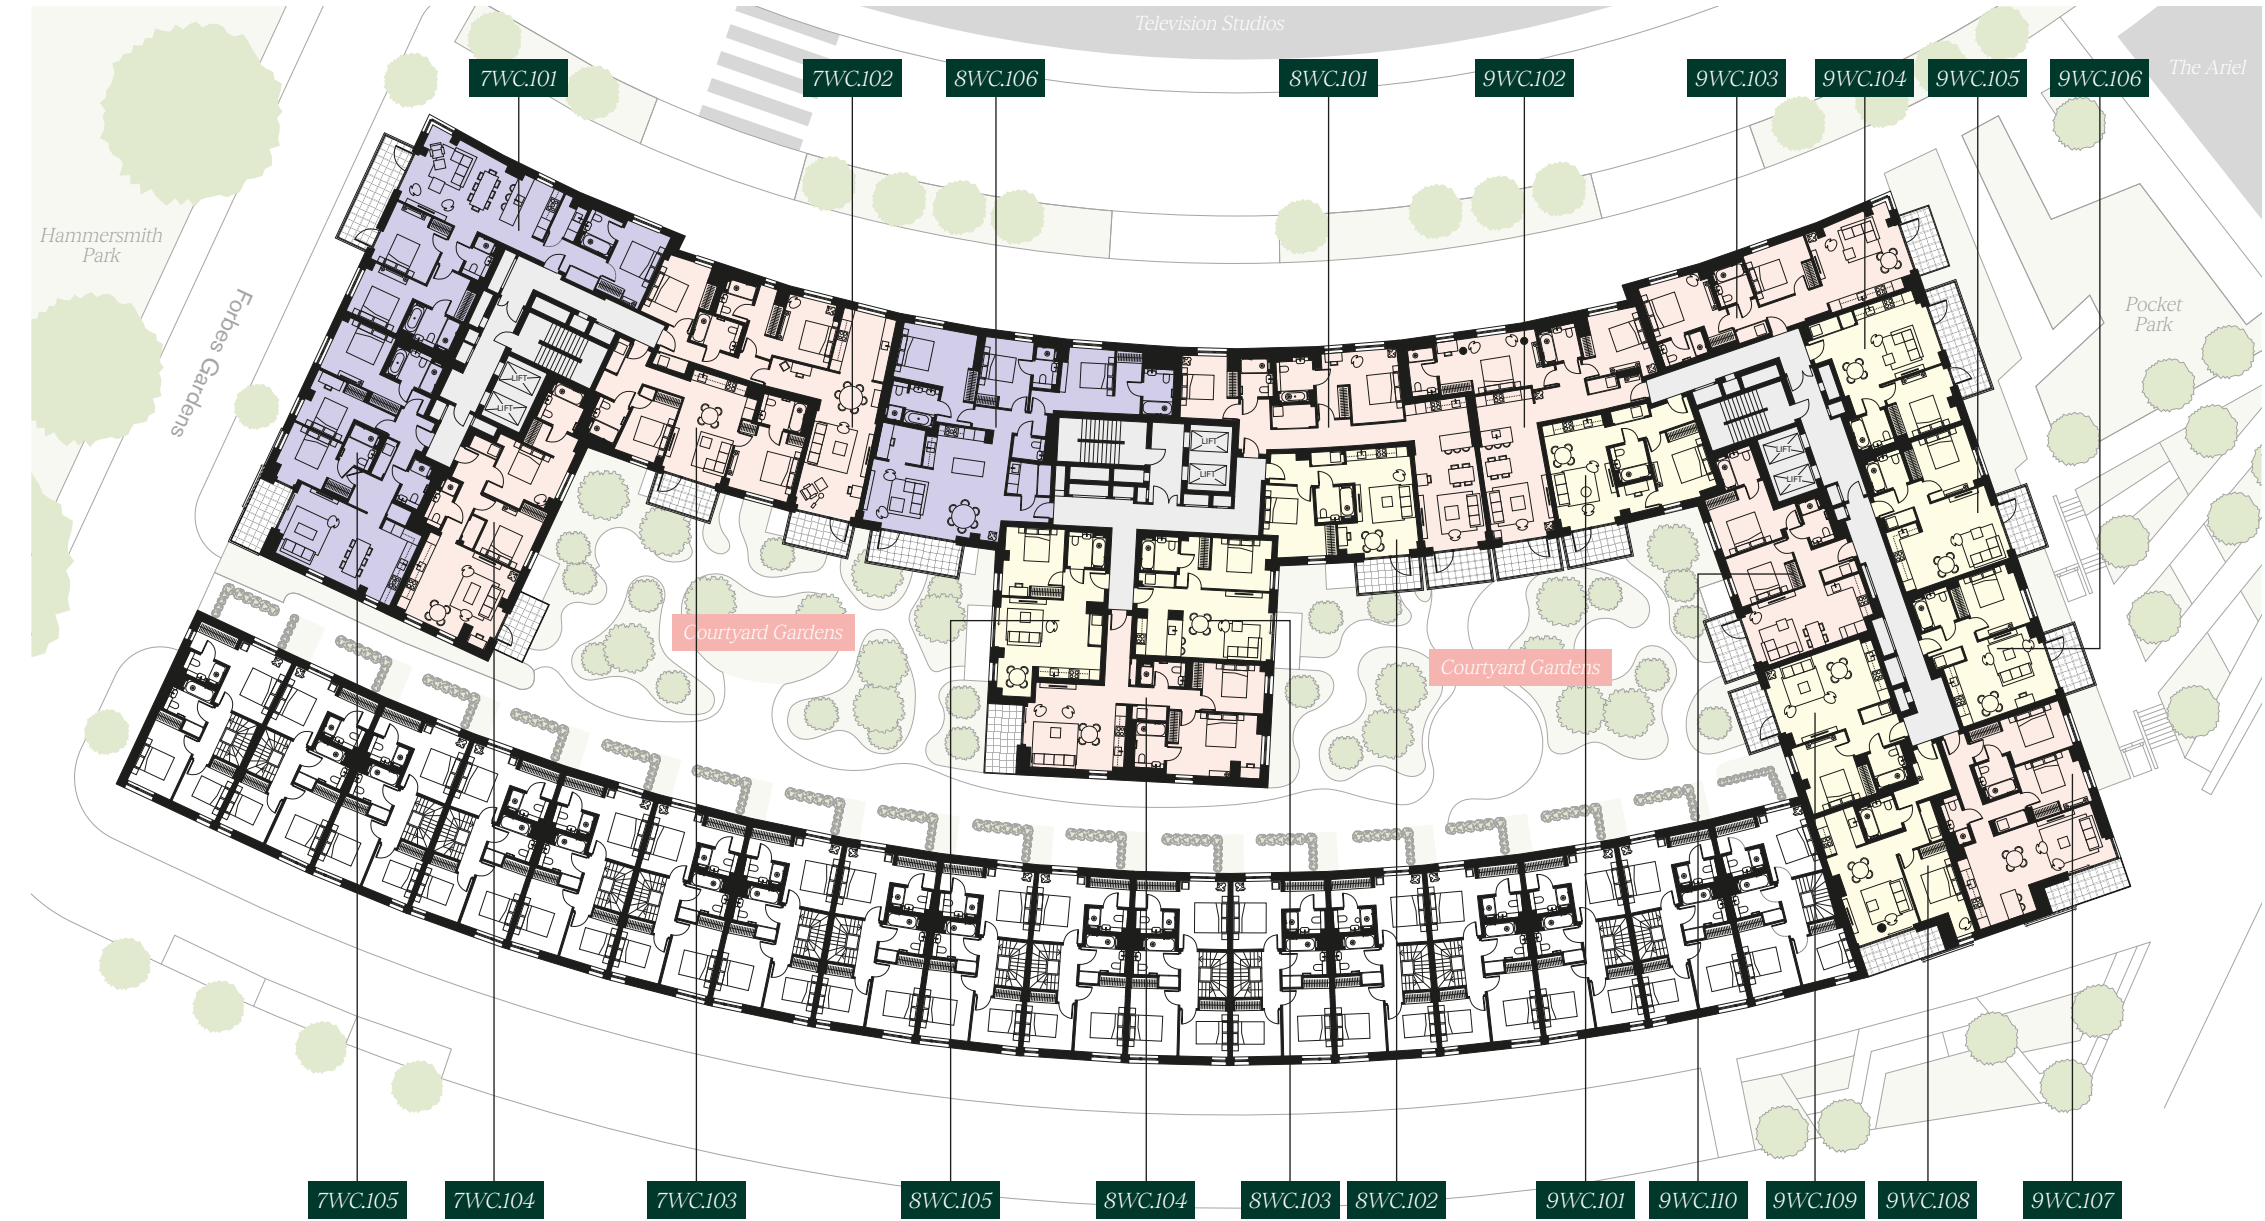 Television Studios
The Ariel
7WC.101
7WC.102
8WC.106
8WC.101
9WC.102
9WC.103
9WC.104
9WC.105
9WC.106
Hammersmith
Park
Forbes Gardens
Pocket
Park
LIFT
LIFT
LIFT
LIFT
LIFT
LIFT
Courtyard Gardens
Courtyard Gardens
7WC.105
7WC.104
7WC.103
8WC.105
8WC.104
8WC.103
8WC.102
9WC.101
9WC.110
9WC.109
9WC.108
9WC.107